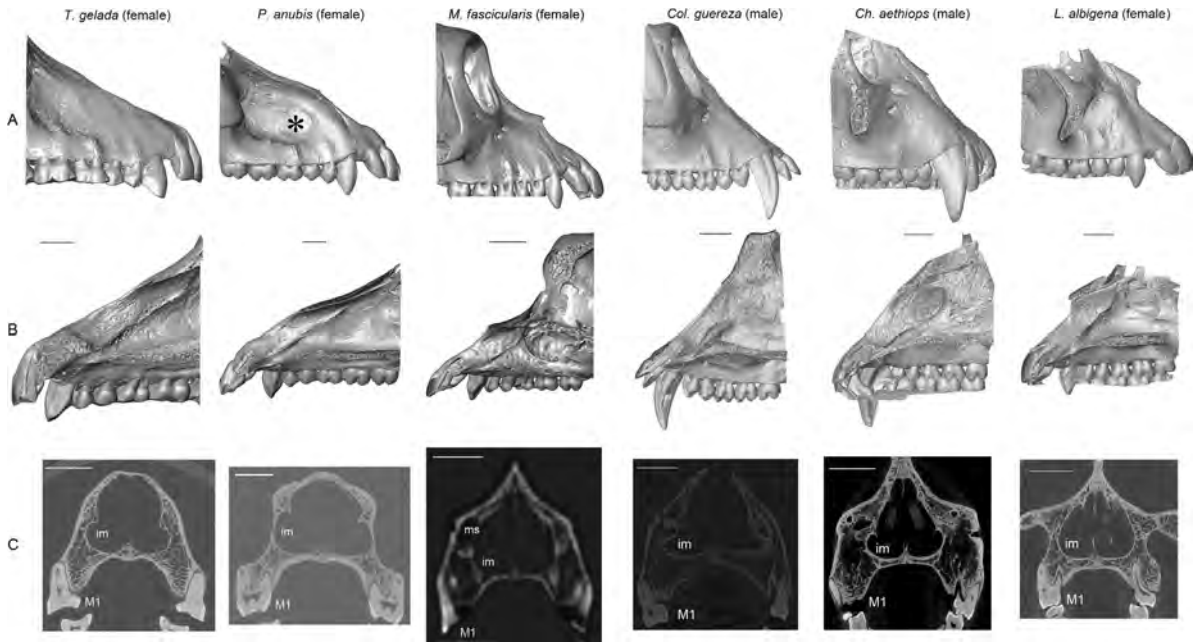 T. gelada (female) P. anubis (female) M. fascicularis (female) Col. guereza (male) Ch. aethiops (male) L. albigena (female)
A *
B
C im im ms im im im im
M1 M1 M1 M1 M1 M1